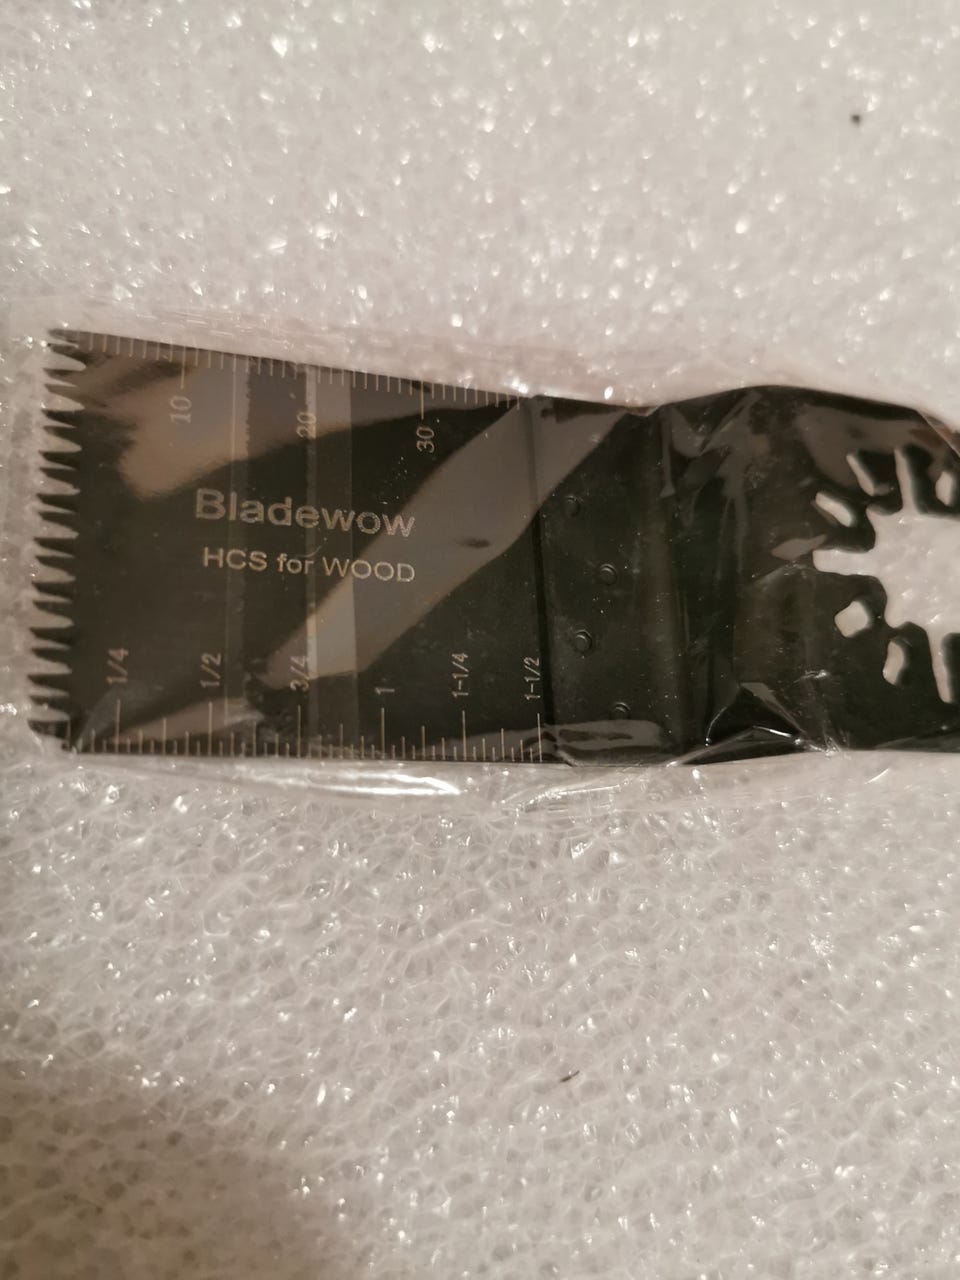 10 20 30
Bladewow
HCS for WOOD
1/4 1/2 3/4 1 1-1/4 1-1/2